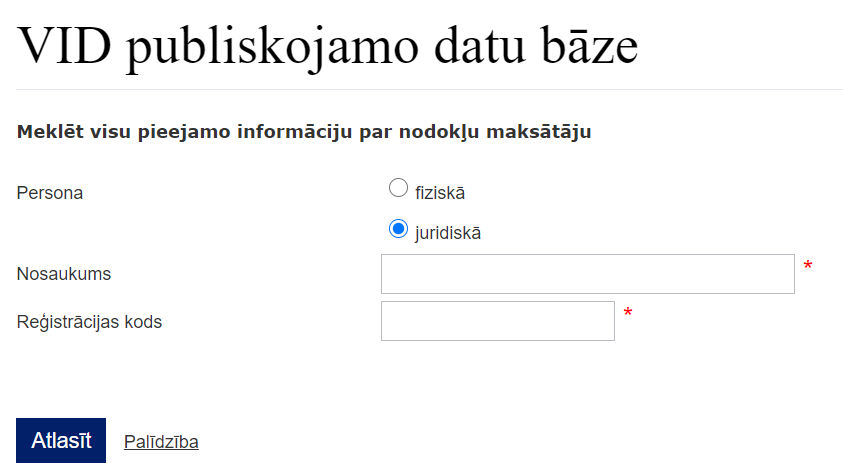 VID publiskojamo datu bāze
Meklēt visu pieejamo informāciju par nodokļu maksātāju
Persona
fiziskā
juridiskā
Nosaukums
*
Reģistrācijas kods
*
Atlasīt Palīdzība